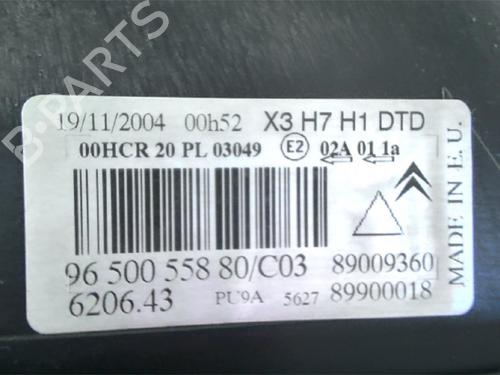 B-PARTS
19/11/2004 00h52 X3 H7 H1 DTD
00HCR 20 PL 03049 E2 02A 01 1a
96 500 558 80/C03 89009360
6206.43 PU9A 5627 89900018
MADE IN E.U.